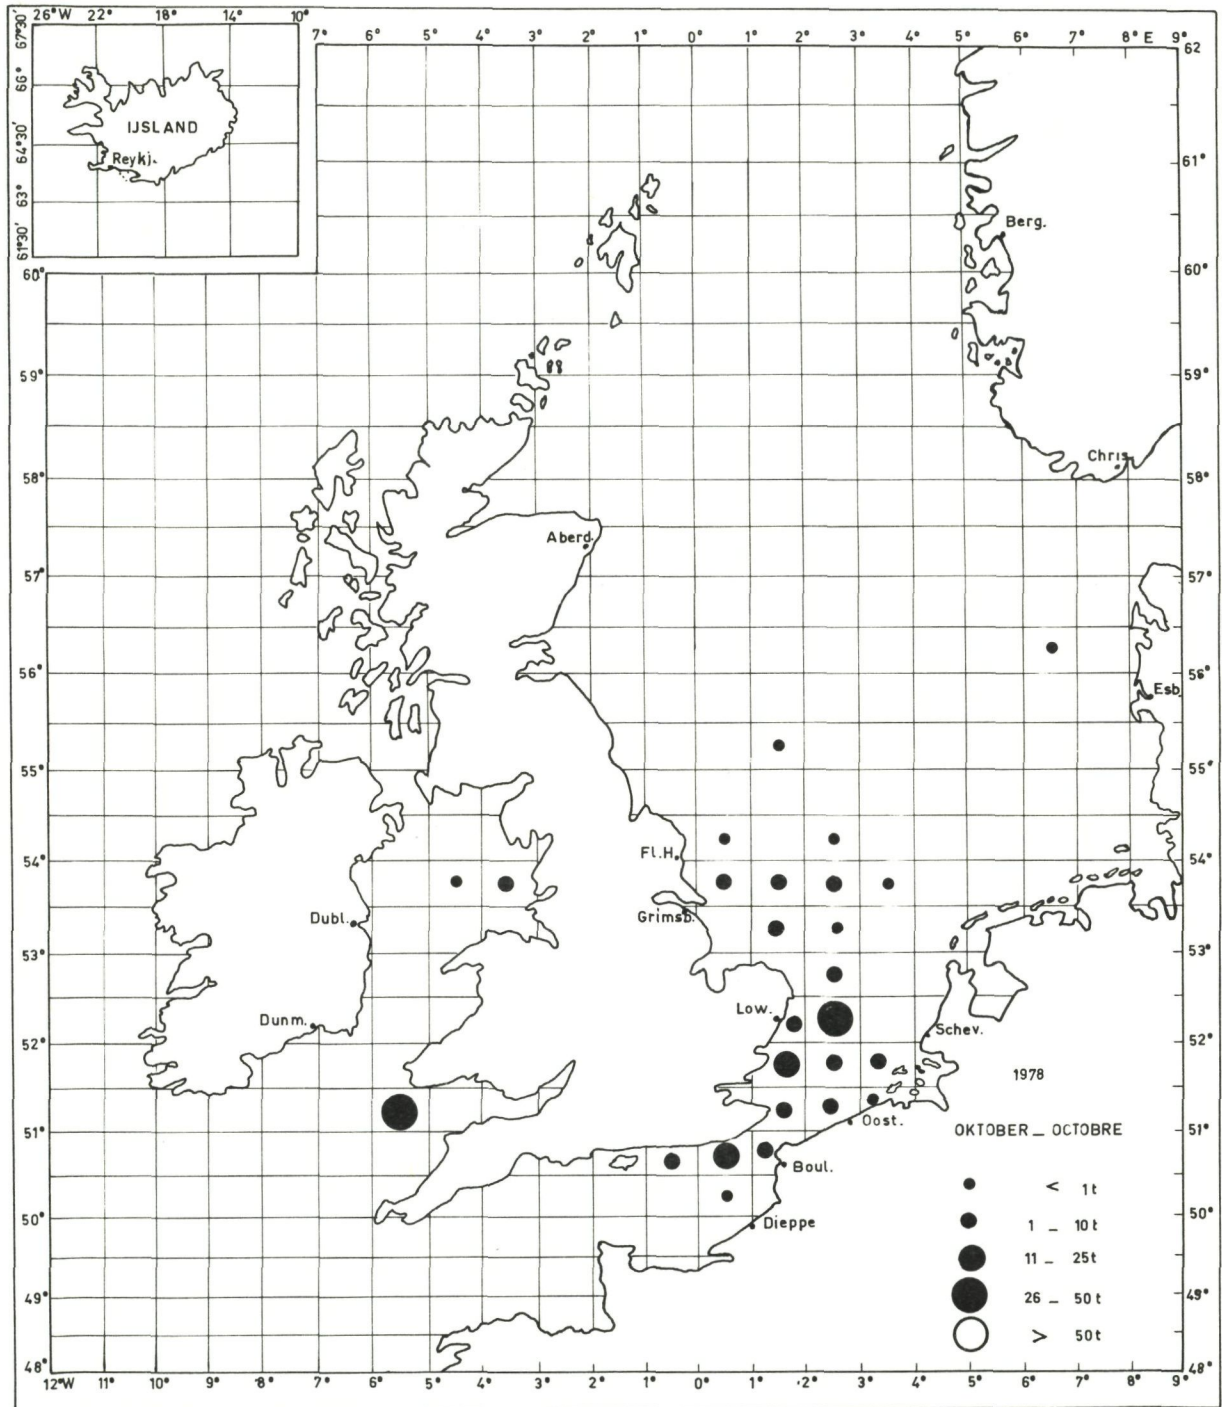 26°W 22° 18° 14° 10°
67°30'
66°
64°30'
63°
61°30'
IJSLAND
Reykj.
7° 6° 5° 4° 3° 2° 1° 0° 1° 2° 3° 4° 5° 6° 7° 8° E 9°
62
61°
60°
59°
58°
57°
56°
55°
54°
53°
52°
51°
50°
49°
48°
60°
59°
58°
57°
56°
55°
54°
53°
52°
51°
50°
49°
48°
Berg.
Chris
Aberd.
Esb.
Fl.H.
Grimsb.
Dubl.
Dunm.
Low.
Schev.
Oost.
Boul.
Dieppe
1978
OKTOBER _ OCTOBRE
< 1t
1 _ 10t
11 _ 25t
26 _ 50t
> 50t
12°W 11° 10° 9° 8° 7° 6° 5° 4° 3° 2° 1° 0° 1° 2° 3° 4° 5° 6° 7° 8° 9°